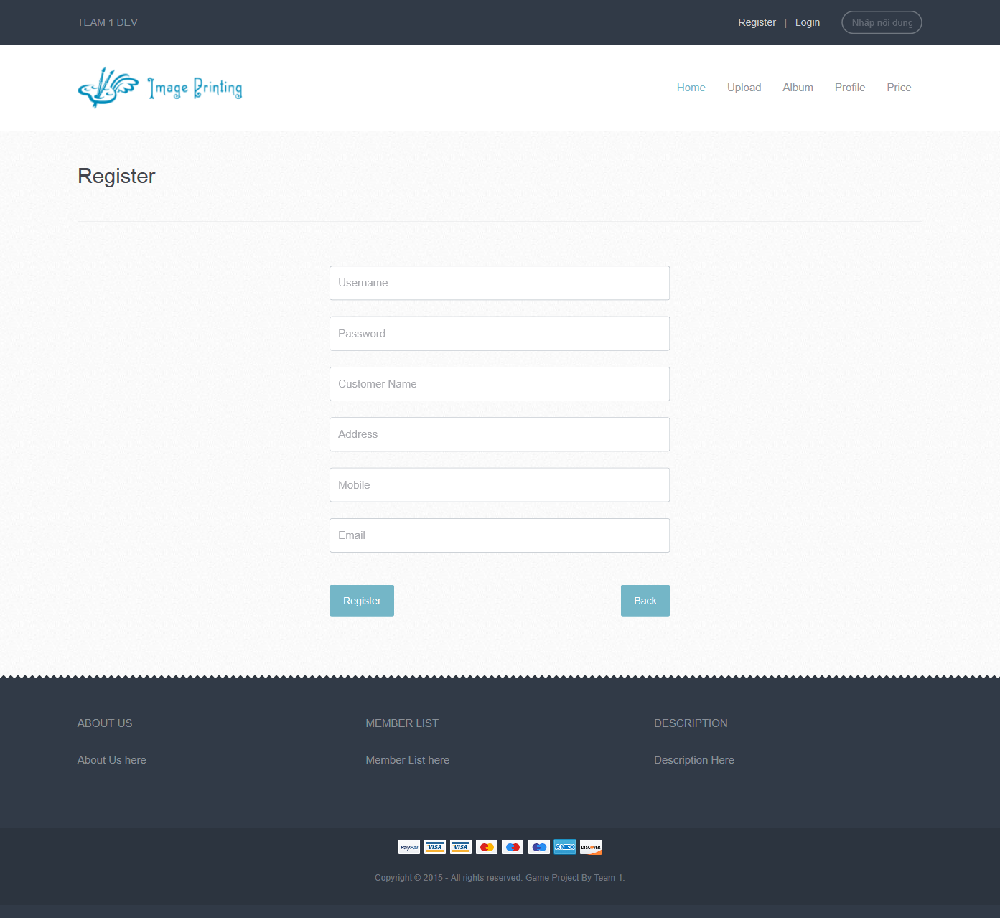 TEAM 1 DEV
Register | Login
Nhập nội dung
Image Printing
Home Upload Album Profile Price
Register
Username
Password
Customer Name
Address
Mobile
Email
Register Back
ABOUT US MEMBER LIST DESCRIPTION
About Us here Member List here Description Here
PayPal VISA VISA AMEX DISCOVER
Copyright © 2015 - All rights reserved. Game Project By Team 1.